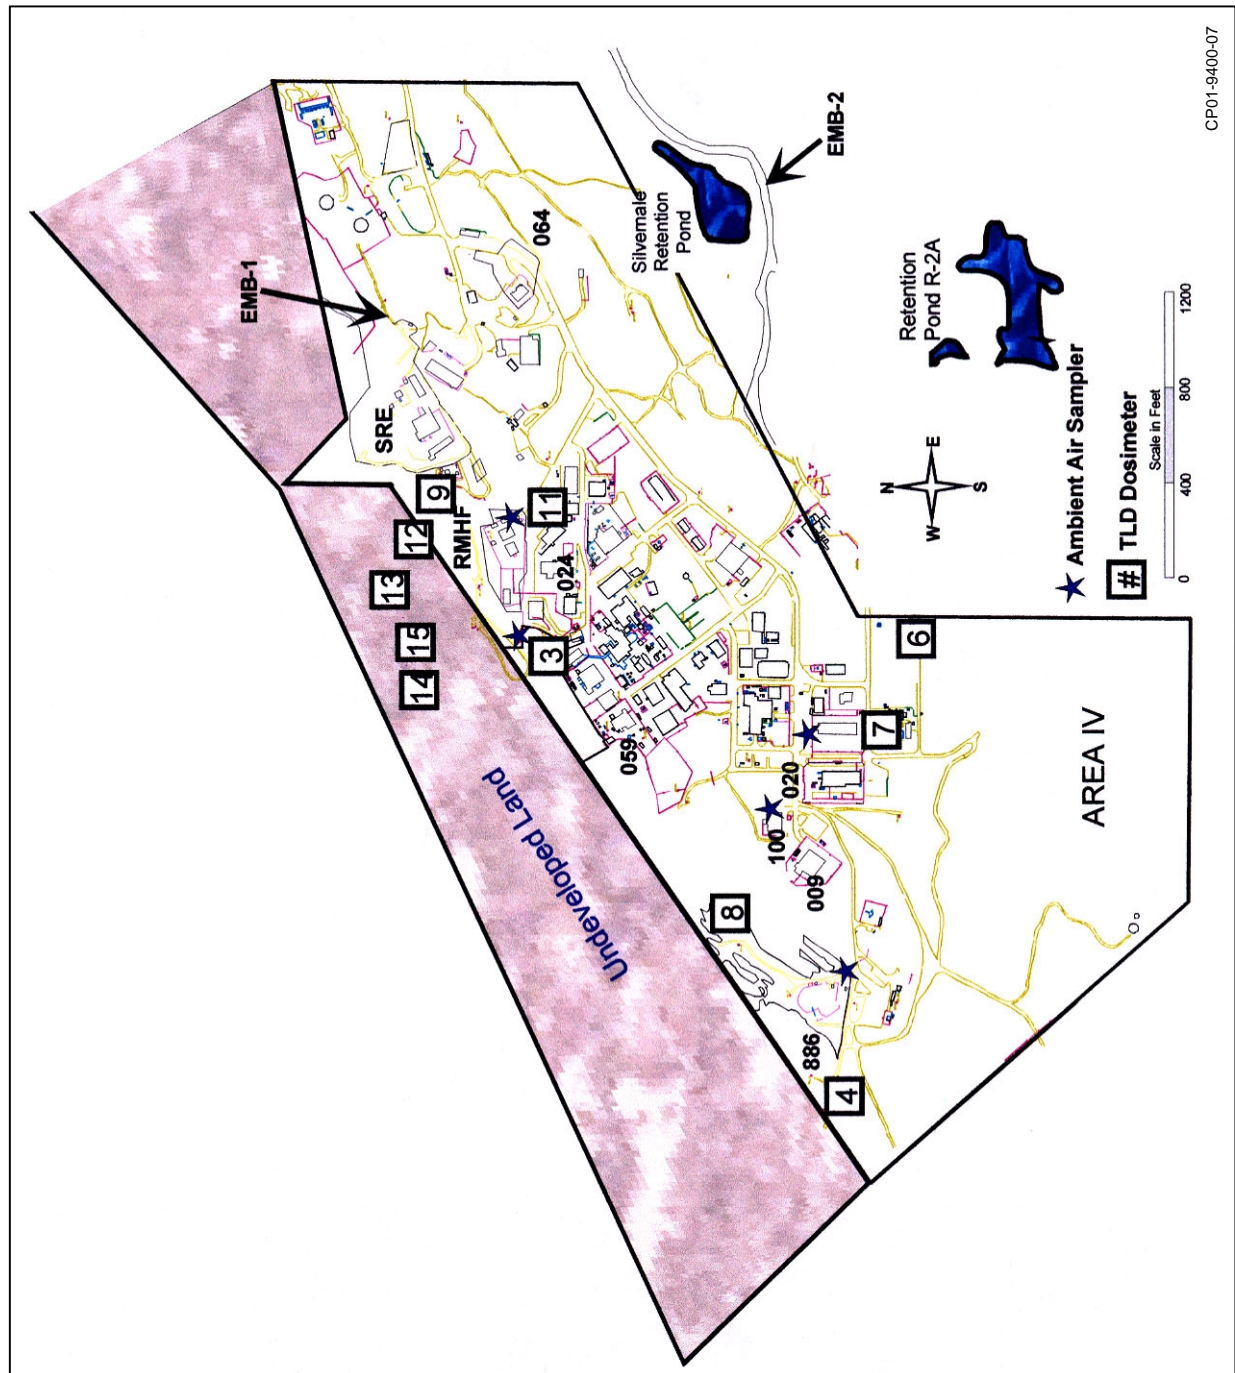 EMB-1
064
SRE
Silvernale
Retention
Pond
EMB-2
9
12
RMHF
13
11
15
024
14
3
Retention
Pond R-2A
N
W
E
S
059
Undeveloped Land
6
7
020
100
009
8
886
4
AREA IV
Ambient Air Sampler
# TLD Dosimeter
Scale in Feet
0 400 800 1200
CP01-9400-07